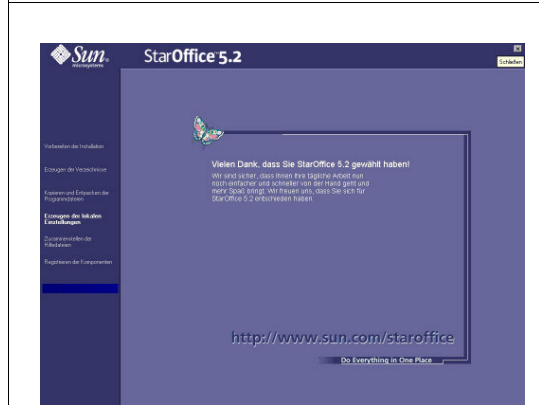 Sun
microsystems
StarOffice 5.2
Schließen
Vorbereiten der Installation
Erzeugen der Verzeichnisse
Kopieren und Entpacken der
Programmdateien
Erzeugen der lokalen
Einstellungen
Zusammenstellen der
Hilfedateien
Registrieren der Komponenten
Vielen Dank, dass Sie StarOffice 5.2 gewählt haben!
Wir sind sicher, dass Ihnen Ihre tägliche Arbeit nun
noch einfacher und schneller von der Hand geht und
mehr Spaß bringt. Wir freuen uns, dass Sie sich für
StarOffice 5.2 entschieden haben.
http://www.sun.com/staroffice
Do Everything in One Place